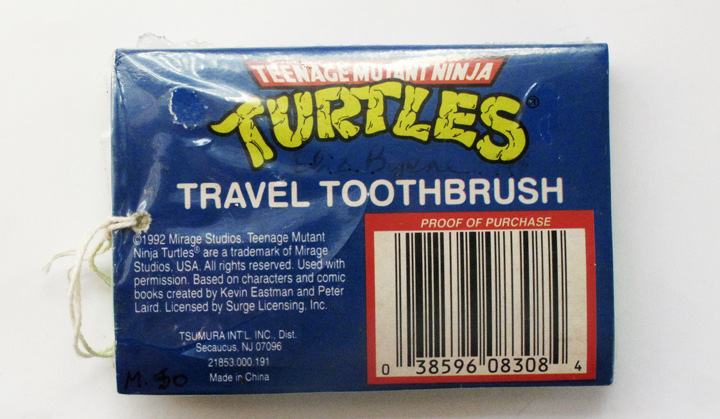 TEENAGE MUTANT NINJA
TURTLES®
TRAVEL TOOTHBRUSH
©1992 Mirage Studios. Teenage Mutant
Ninja Turtles® are a trademark of Mirage
Studios. USA. All rights reserved. Used with
permission. Based on characters and comic
books created by Kevin Eastman and Peter
Laird. Licensed by Surge Licensing, Inc.
TSUMURA INT'L. INC., Dist.
Secaucus, NJ 07096
21853.000.191
Made in China
PROOF OF PURCHASE
0 38596 08308 4